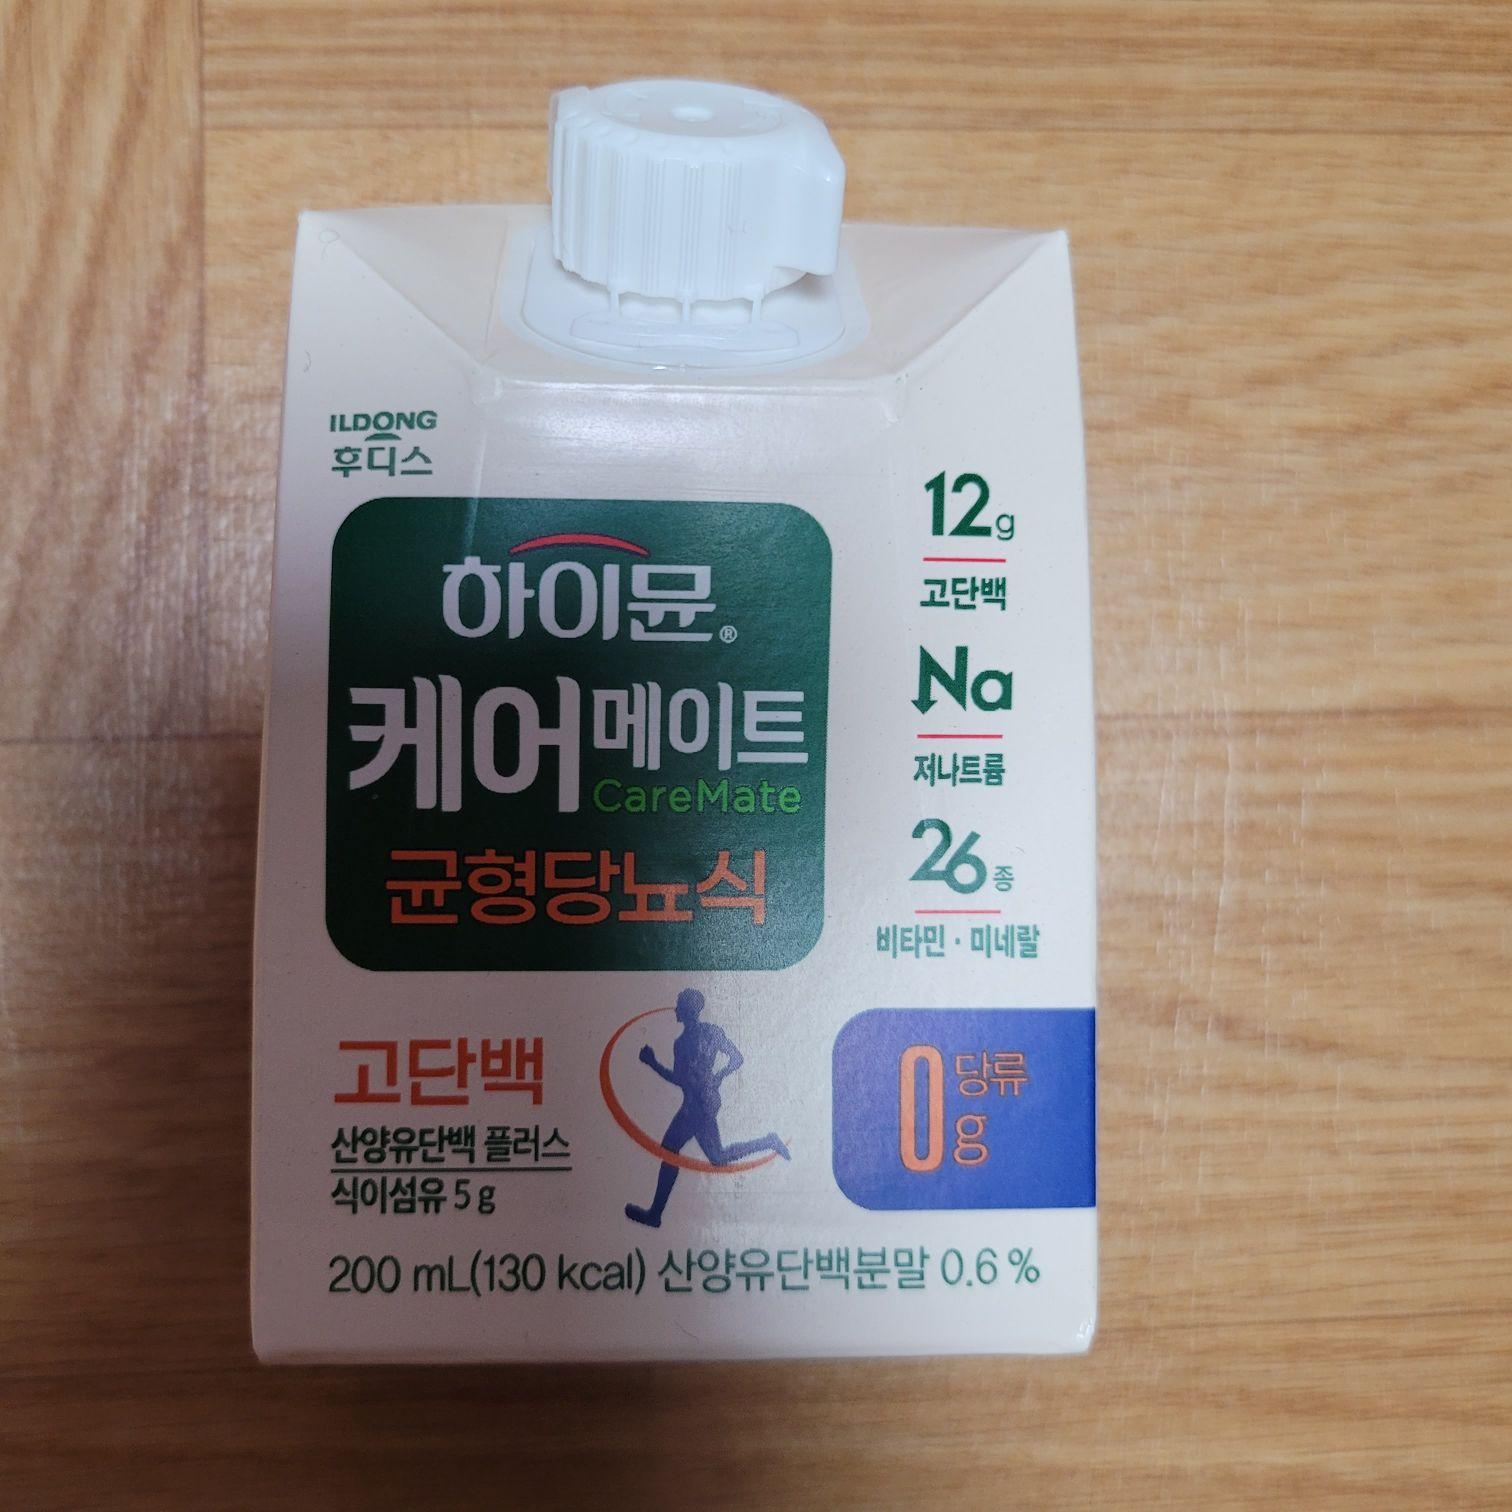 ILDONG
후디스
하이뮨®
케어메이트
CareMate
균형당뇨식
12g
고단백
Na
저나트륨
26종
비타민 · 미네랄
고단백
산양유단백 플러스
식이섬유 5 g
0g 당류
200 mL(130 kcal) 산양유단백분말 0.6 %